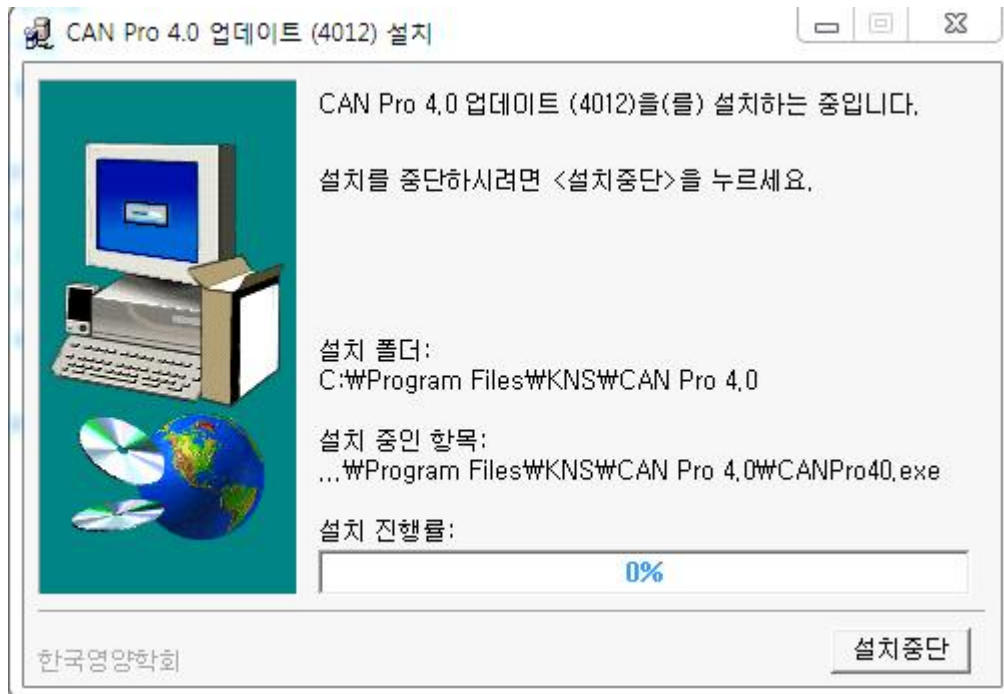 CAN Pro 4.0 업데이트 (4012) 설치
CAN Pro 4.0 업데이트 (4012)을(를) 설치하는 중입니다.
설치를 중단하시려면 <설치중단>을 누르세요.
설치 폴더:
C:₩Program Files₩KNS₩CAN Pro 4.0
설치 중인 항목:
...₩Program Files₩KNS₩CAN Pro 4.0₩CANPro40.exe
설치 진행률:
0%
한국영양학회
설치중단